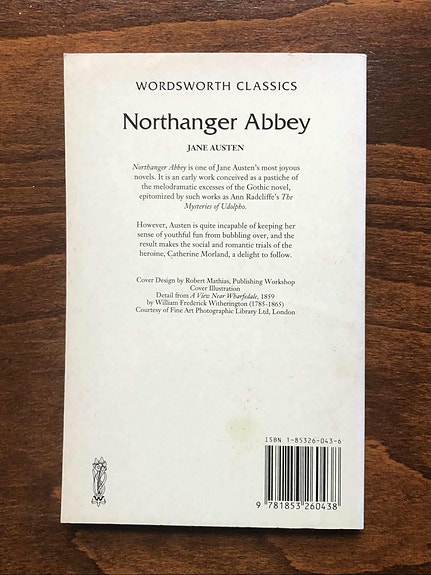 WORDSWORTH CLASSICS
Northanger Abbey
JANE AUSTEN
Northanger Abbey is one of Jane Austen's most joyous
novels. It is an early work conceived as a pastiche of
the melodramatic excesses of the Gothic novel,
epitomized by such works as Ann Radcliffe's The
Mysteries of Udolpho.
However, Austen is quite incapable of keeping her
sense of youthful fun from bubbling over, and the
result makes the social and romantic trials of the
heroine, Catherine Morland, a delight to follow.
Cover Design by Robert Mathias, Publishing Workshop
Cover Illustration
Detail from A View Near Wharfedale, 1859
by William Frederick Witherington (1785-1865)
Courtesy of Fine Art Photographic Library Ltd, London
ISBN 1-85326-043-6
9 781853 260438